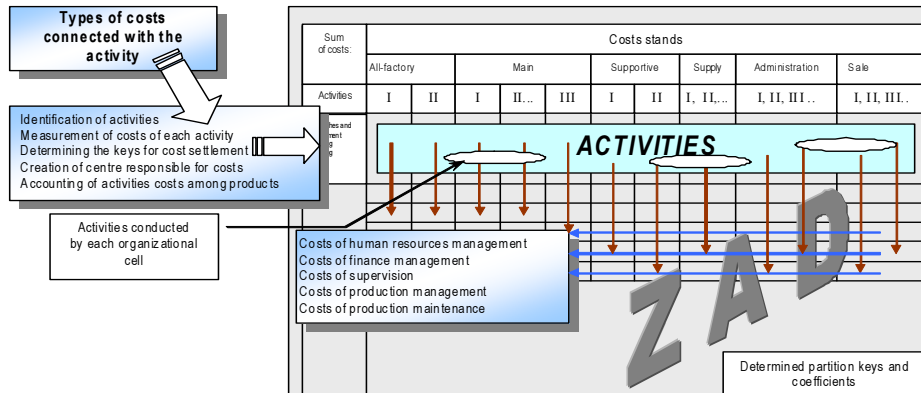 Types of costs
connected with the
activity
Sum
of costs:
Costs stands
All-factory
Main
Supportive
Supply
Administration
Sale
Activities
I
II
I
II...
III
I
II
I, II,...
I, II, III ..
I, II, III..
Identification of activities
Measurement of costs of each activity
Determining the keys for cost settlement
Creation of centre responsible for costs
Accounting of activities costs among products
ACTIVITIES
Activities conducted
by each organizational
cell
Costs of human resources management
Costs of finance management
Costs of supervision
Costs of production management
Costs of production maintenance
ZAD
Determined partition keys and
coefficients